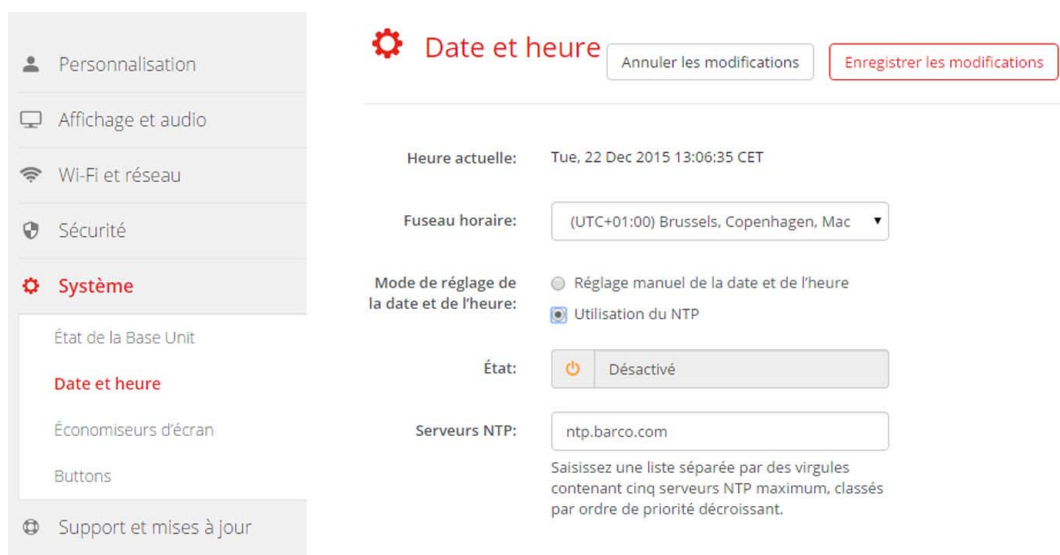 Personnalisation
Affichage et audio
Wi-Fi et réseau
Sécurité
Système
État de la Base Unit
Date et heure
Économiseurs d'écran
Buttons
Support et mises à jour
Date et heure
Annuler les modifications
Enregistrer les modifications
Heure actuelle: Tue, 22 Dec 2015 13:06:35 CET
Fuseau horaire: (UTC+01:00) Brussels, Copenhagen, Mac
Mode de réglage de
la date et de l'heure:
Réglage manuel de la date et de l'heure
Utilisation du NTP
État: Désactivé
Serveurs NTP: ntp.barco.com
Saisissez une liste séparée par des virgules
contenant cinq serveurs NTP maximum, classés
par ordre de priorité décroissant.